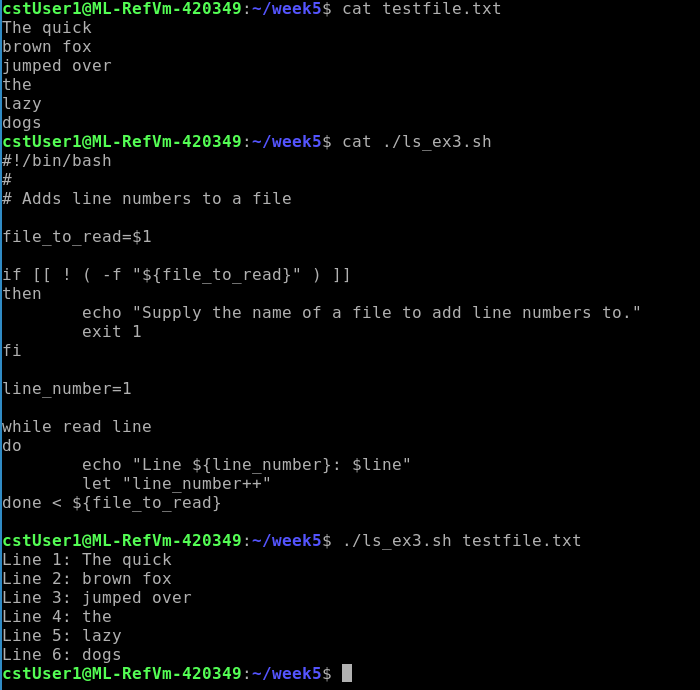 cstUser1@ML-RefVm-420349:~/week5$ cat testfile.txt
The quick
brown fox
jumped over
the
lazy
dogs
cstUser1@ML-RefVm-420349:~/week5$ cat ./ls_ex3.sh
#!/bin/bash
#
# Adds line numbers to a file

file_to_read=$1

if [[ ! ( -f "${file_to_read}" ) ]]
then
        echo "Supply the name of a file to add line numbers to."
        exit 1
fi

line_number=1

while read line
do
        echo "Line ${line_number}: $line"
        let "line_number++"
done < ${file_to_read}

cstUser1@ML-RefVm-420349:~/week5$ ./ls_ex3.sh testfile.txt
Line 1: The quick
Line 2: brown fox
Line 3: jumped over
Line 4: the
Line 5: lazy
Line 6: dogs
cstUser1@ML-RefVm-420349:~/week5$